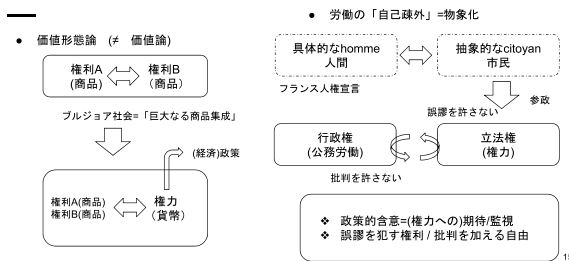 ● 価値形態論 (≠ 価値論)
権利A 権利B
(商品) (商品)
ブルジョア社会=「巨大なる商品集成」
(経済)政策
権利A(商品)
権利B(商品)
権力
(貨幣)
● 労働の「自己疎外」=物象化
具体的なhomme
人間
抽象的なcitoyan
市民
フランス人権宣言
参政
誤謬を許さない
行政権
(公務労働)
立法権
(権力)
批判を許さない
❖ 政策的含意=(権力への)期待/監視
❖ 誤謬を犯す権利 / 批判を加える自由